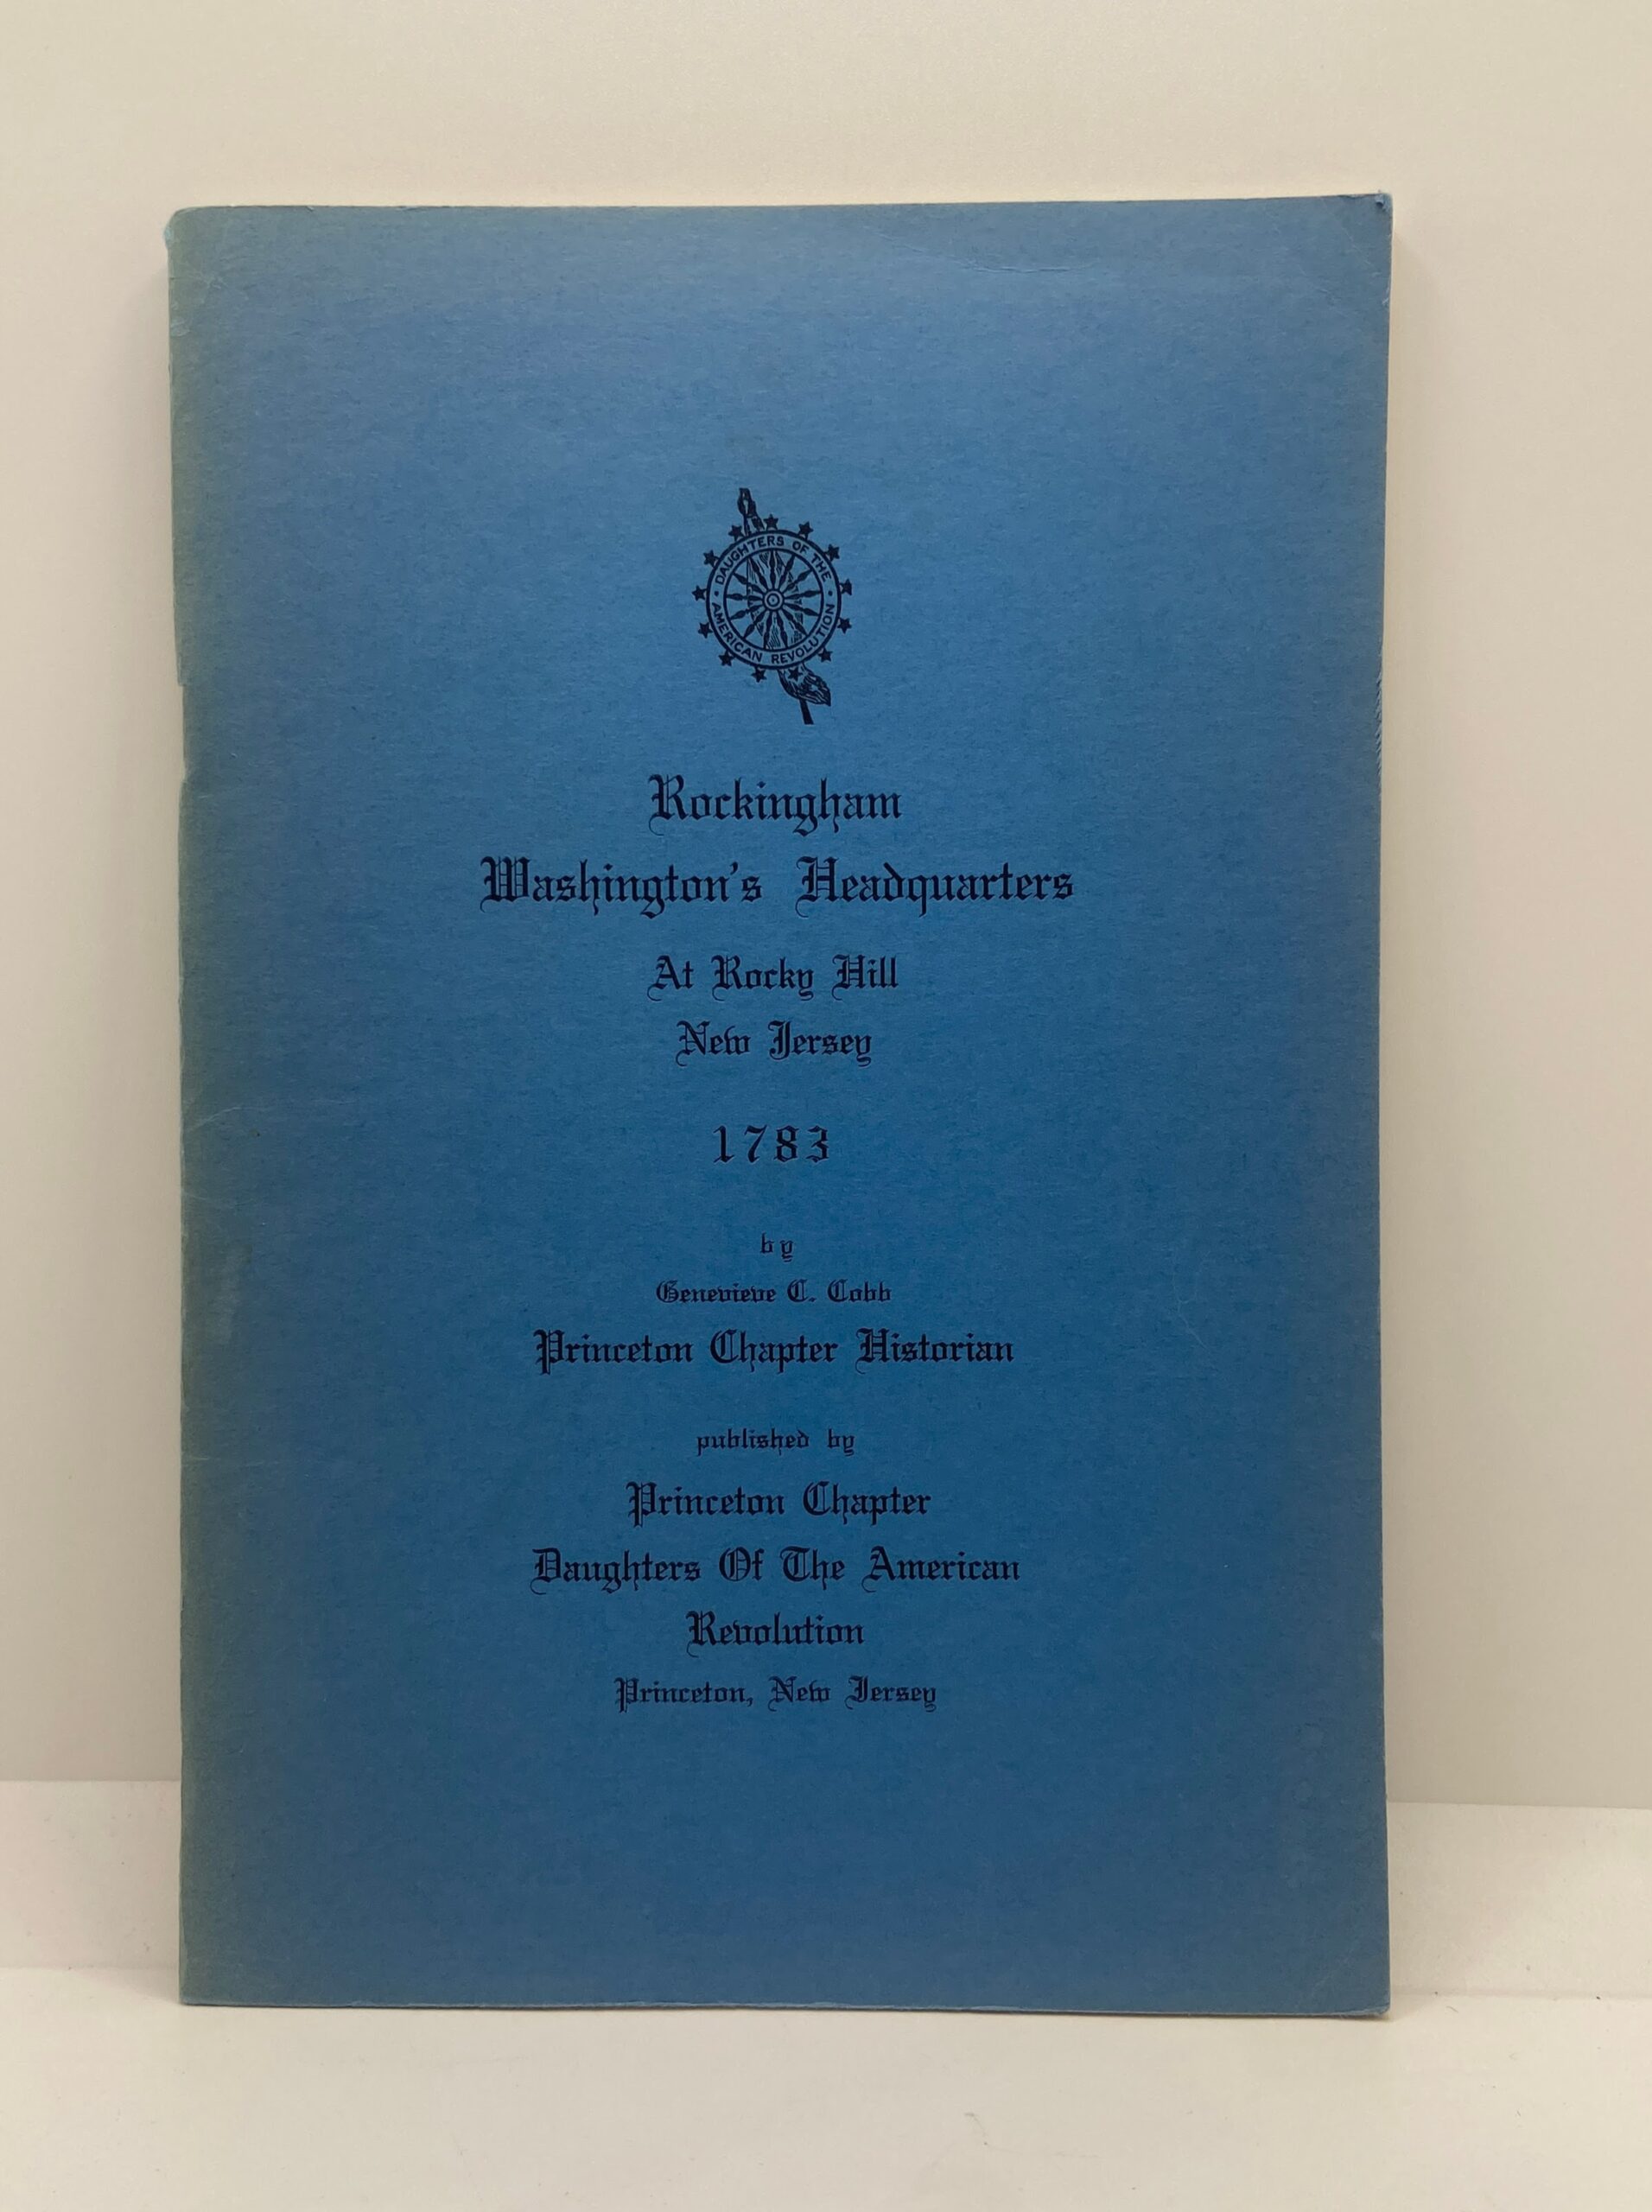 DAUGHTERS OF THE
AMERICAN REVOLUTION
Rockingham
Washington's Headquarters
At Rocky Hill
New Jersey
1783
by
Genevieve C. Cobb
Princeton Chapter Historian
published by
Princeton Chapter
Daughters Of The American
Revolution
Princeton, New Jersey